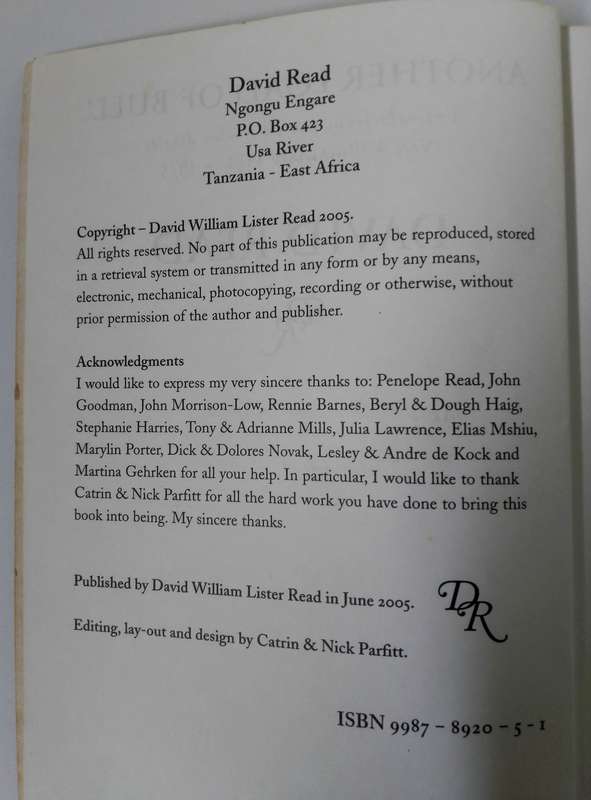 David Read
Ngongu Engare
P.O. Box 423
Usa River
Tanzania - East Africa
Copyright – David William Lister Read 2005.
All rights reserved. No part of this publication may be reproduced, stored
in a retrieval system or transmitted in any form or by any means,
electronic, mechanical, photocopying, recording or otherwise, without
prior permission of the author and publisher.
Acknowledgments
I would like to express my very sincere thanks to: Penelope Read, John
Goodman, John Morrison-Low, Rennie Barnes, Beryl & Dough Haig,
Stephanie Harries, Tony & Adrianne Mills, Julia Lawrence, Elias Mshiu,
Marylin Porter, Dick & Dolores Novak, Lesley & Andre de Kock and
Martina Gehrken for all your help. In particular, I would like to thank
Catrin & Nick Parfitt for all the hard work you have done to bring this
book into being. My sincere thanks.
Published by David William Lister Read in June 2005.
DR
Editing, lay-out and design by Catrin & Nick Parfitt.
ISBN 9987 – 8920 – 5 - 1